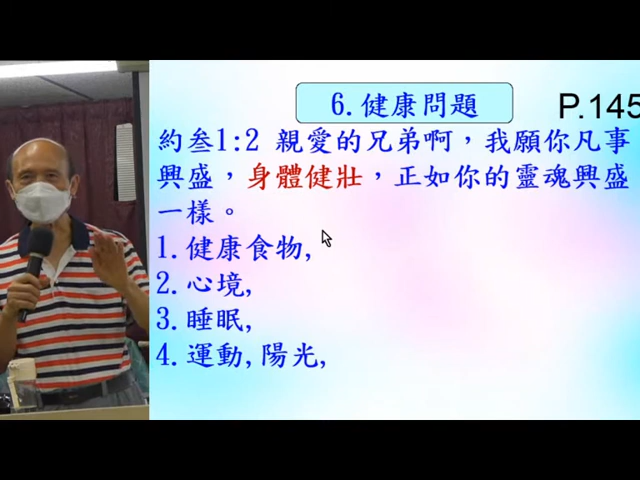 6.健康問題
P.145
約叁1:2 親愛的兄弟啊，我願你凡事
興盛，身體健壯，正如你的靈魂興盛
一樣。
1.健康食物,
2.心境,
3.睡眠,
4.運動,陽光,